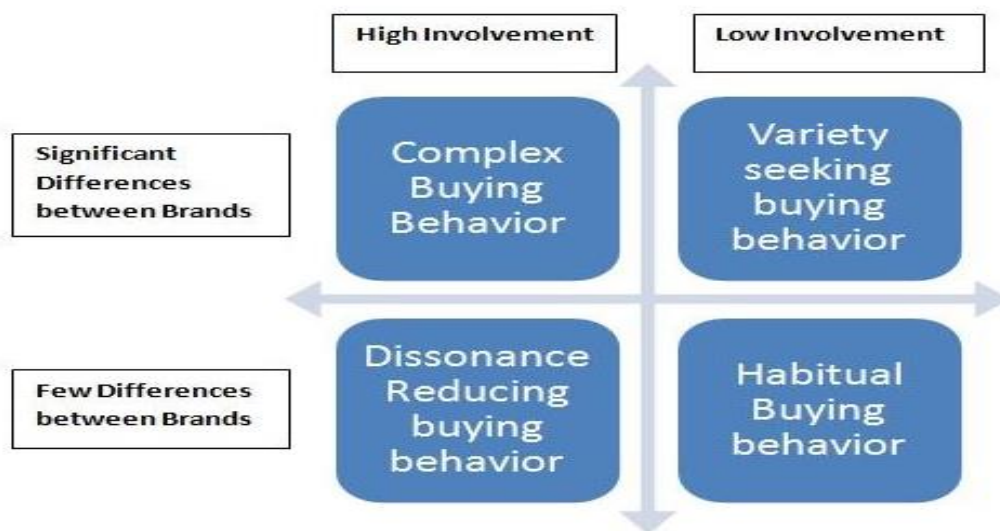 High Involvement
Low Involvement
Significant
Differences
between Brands
Complex
Buying
Behavior
Variety
seeking
buying
behavior
Few Differences
between Brands
Dissonance
Reducing
buying
behavior
Habitual
Buying
behavior